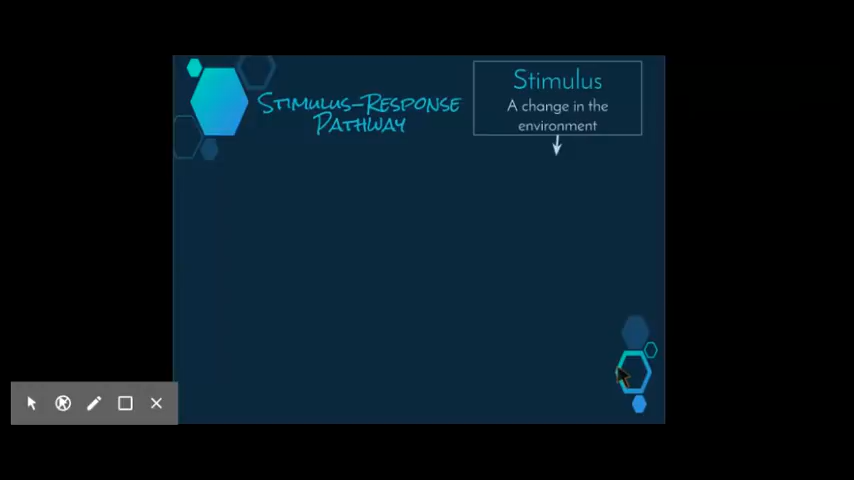 Stimulus-Response
Pathway
Stimulus
A change in the
environment